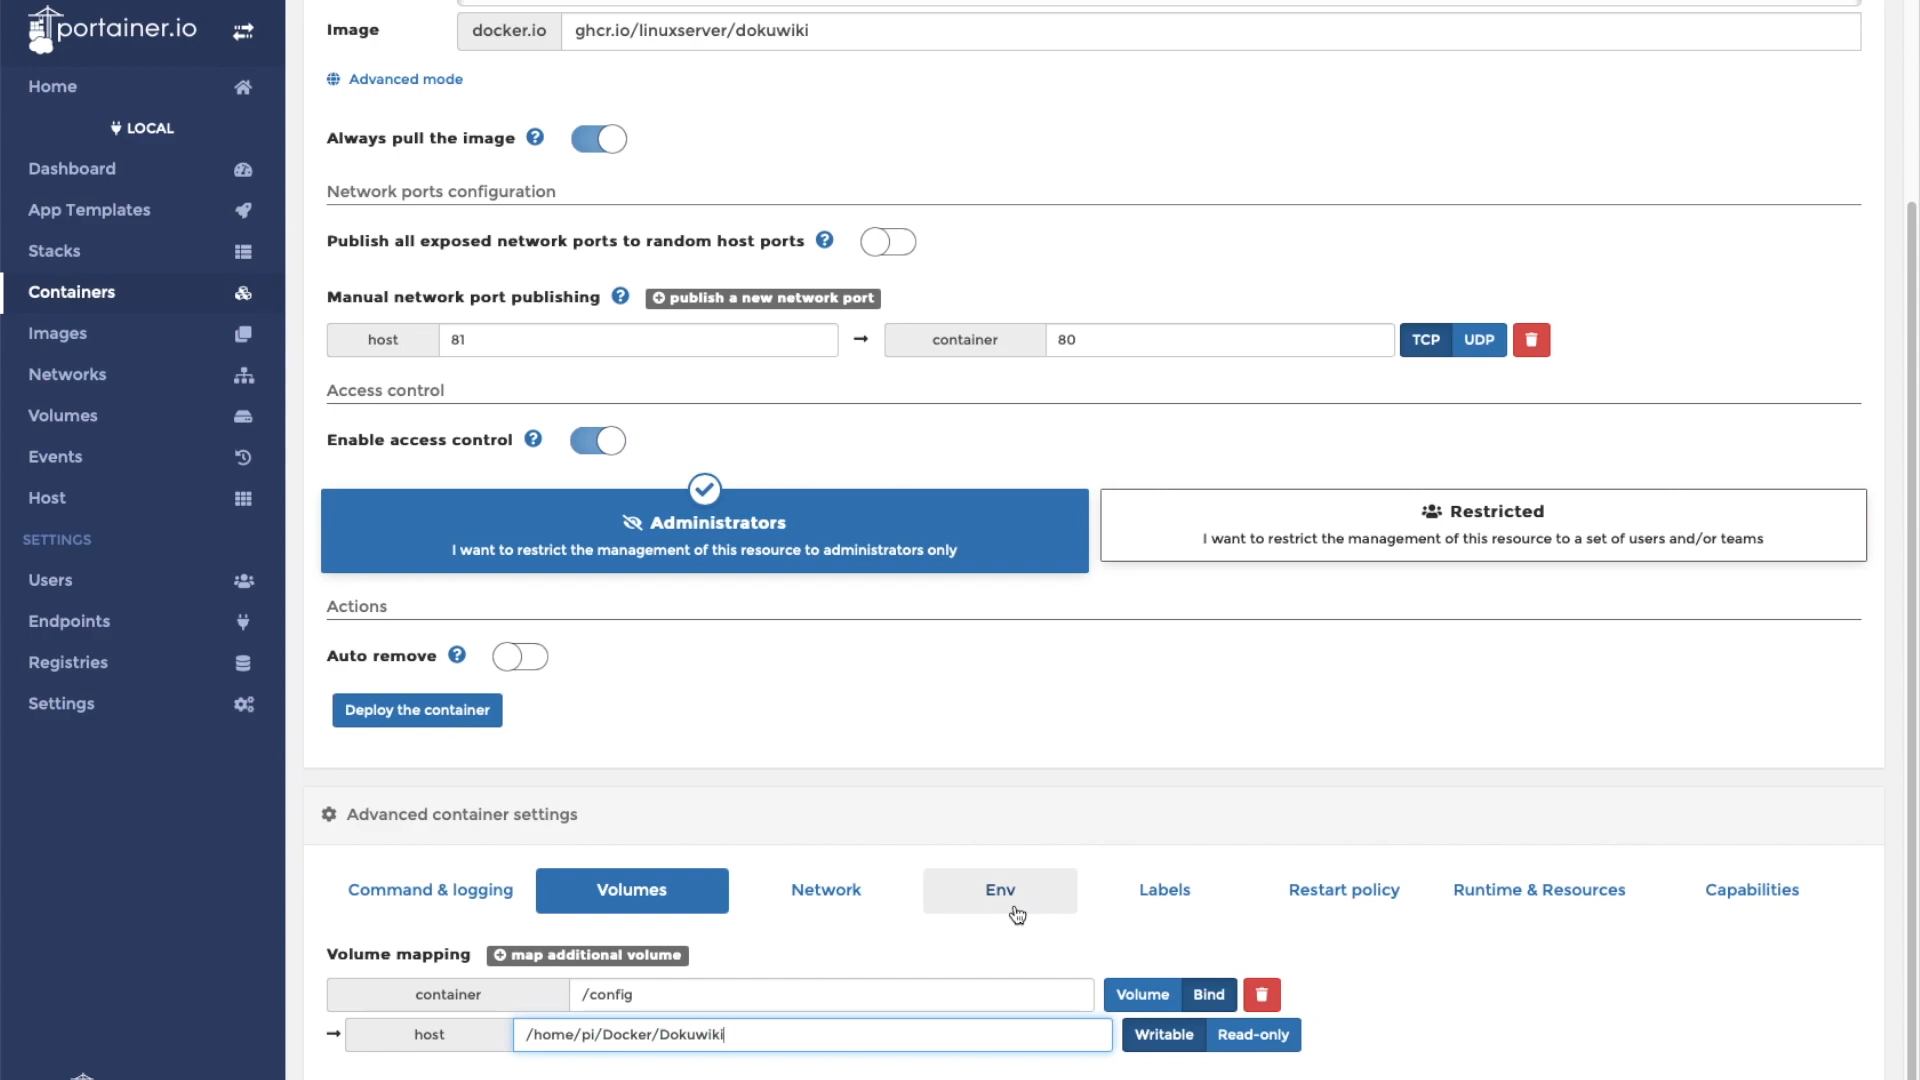 portainer.io
Home
LOCAL
Dashboard
App Templates
Stacks
Containers
Images
Networks
Volumes
Events
Host
SETTINGS
Users
Endpoints
Registries
Settings
Image docker.io ghcr.io/linuxserver/dokuwiki
Advanced mode
Always pull the image
Network ports configuration
Publish all exposed network ports to random host ports
Manual network port publishing publish a new network port
host 81 → container 80 TCP UDP
Access control
Enable access control
Administrators
I want to restrict the management of this resource to administrators only
Restricted
I want to restrict the management of this resource to a set of users and/or teams
Actions
Auto remove
Deploy the container
Advanced container settings
Command & logging Volumes Network Env Labels Restart policy Runtime & Resources Capabilities
Volume mapping map additional volume
container /config Volume Bind
→ host /home/pi/Docker/Dokuwiki Writable Read-only